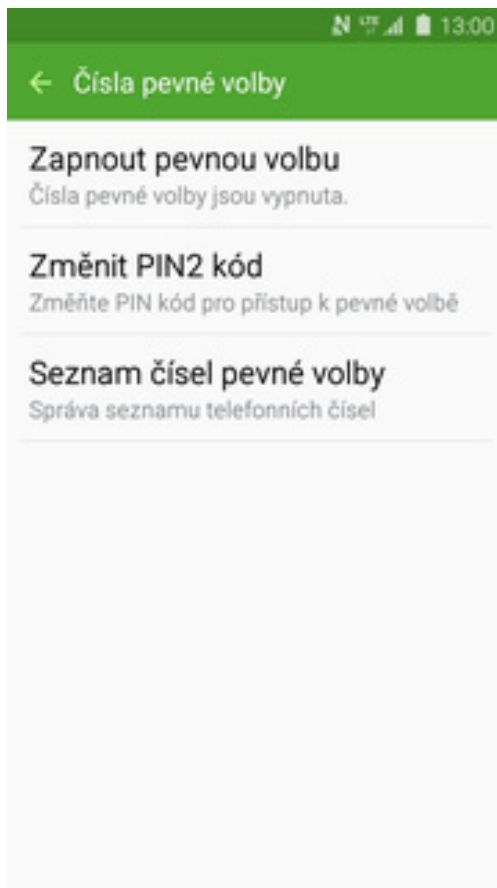 LTE 13:00
Čísla pevné volby
Zapnout pevnou volbu
Čísla pevné volby jsou vypnuta.
Změnit PIN2 kód
Změňte PIN kód pro přístup k pevné volbě
Seznam čísel pevné volby
Správa seznamu telefonních čísel